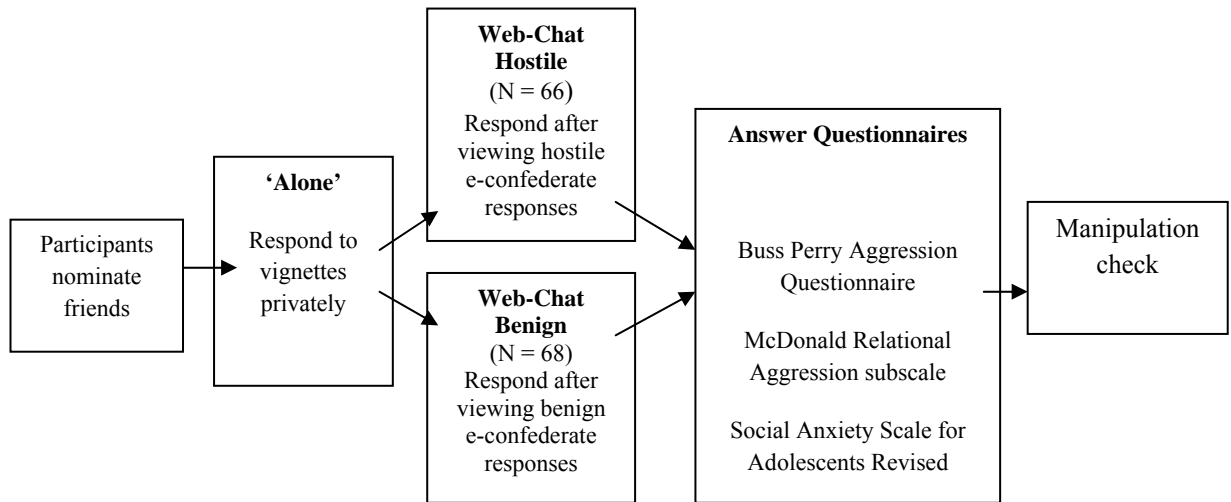 Participants
nominate
friends
‘Alone’
Respond to
vignettes
privately
Web-Chat
Hostile
(N = 66)
Respond after
viewing hostile
e-confederate
responses
Web-Chat
Benign
(N = 68)
Respond after
viewing benign
e-confederate
responses
Answer Questionnaires
Buss Perry Aggression
Questionnaire
McDonald Relational
Aggression subscale
Social Anxiety Scale for
Adolescents Revised
Manipulation
check